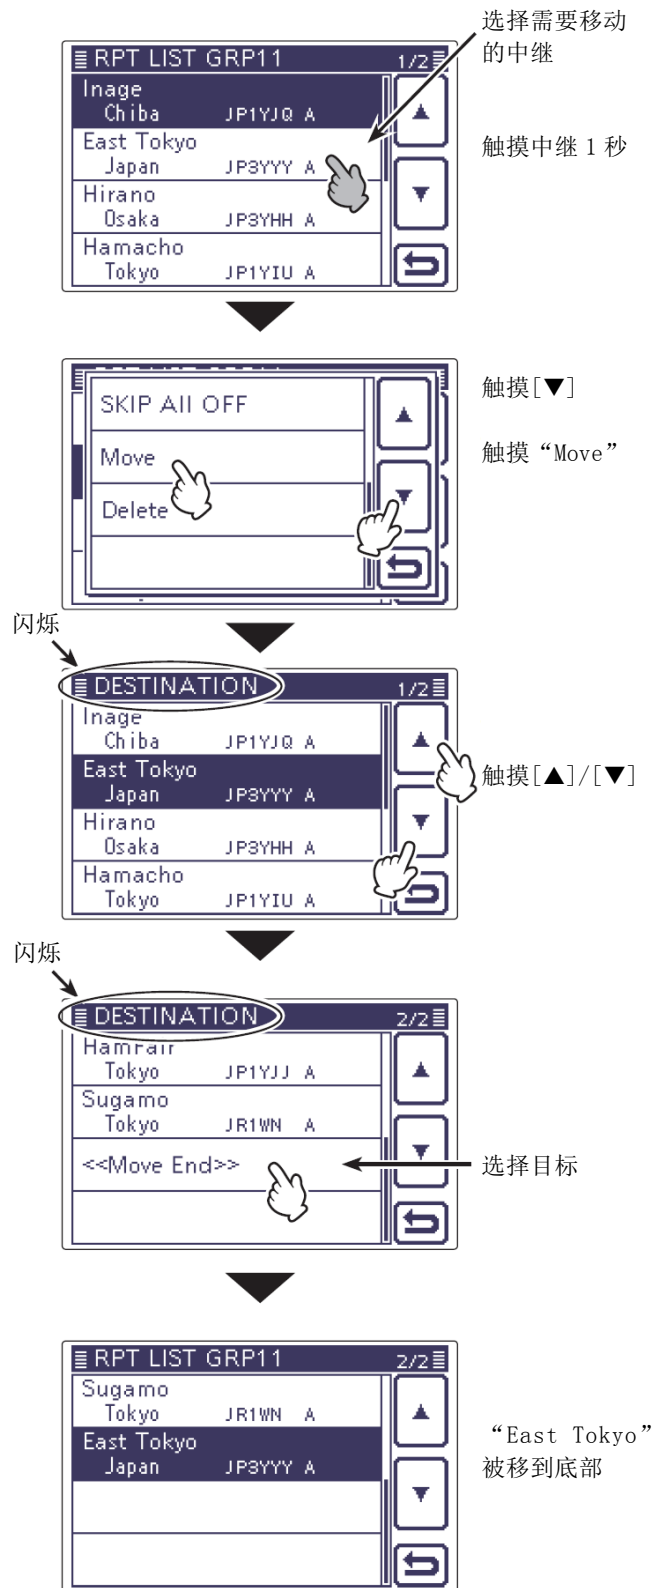 选择需要移动
的中继
RPT LIST GRP11 1/2
Inage
Chiba JP1YJQ A
East Tokyo
Japan JP3YYY A
Hirano
Osaka JP3YHH A
Hamacho
Tokyo JP1YIU A
触摸中继 1 秒
SKIP All OFF
Move
Delete
触摸[▼]
触摸“Move”
闪烁
DESTINATION 1/2
Inage
Chiba JP1YJQ A
East Tokyo
Japan JP3YYY A
Hirano
Osaka JP3YHH A
Hamacho
Tokyo JP1YIU A
触摸[▲]/[▼]
闪烁
DESTINATION 2/2
HamFair
Tokyo JP1YJJ A
Sugamo
Tokyo JR1WN A
<<Move End>>
选择目标
RPT LIST GRP11 2/2
Sugamo
Tokyo JR1WN A
East Tokyo
Japan JP3YYY A
“East Tokyo”
被移到底部